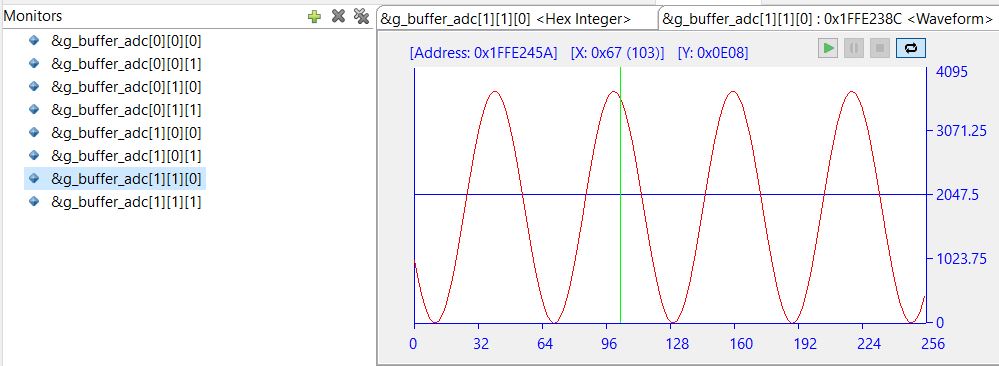 Monitors
&g_buffer_adc[0][0][0]
&g_buffer_adc[0][0][1]
&g_buffer_adc[0][1][0]
&g_buffer_adc[0][1][1]
&g_buffer_adc[1][0][0]
&g_buffer_adc[1][0][1]
&g_buffer_adc[1][1][0]
&g_buffer_adc[1][1][1]
&g_buffer_adc[1][1][0] <Hex Integer>
&g_buffer_adc[1][1][0] : 0x1FFE238C <Waveform>
[Address: 0x1FFE245A] [X: 0x67 (103)] [Y: 0x0E08]
4095
3071.25
2047.5
1023.75
0
0 32 64 96 128 160 192 224 256